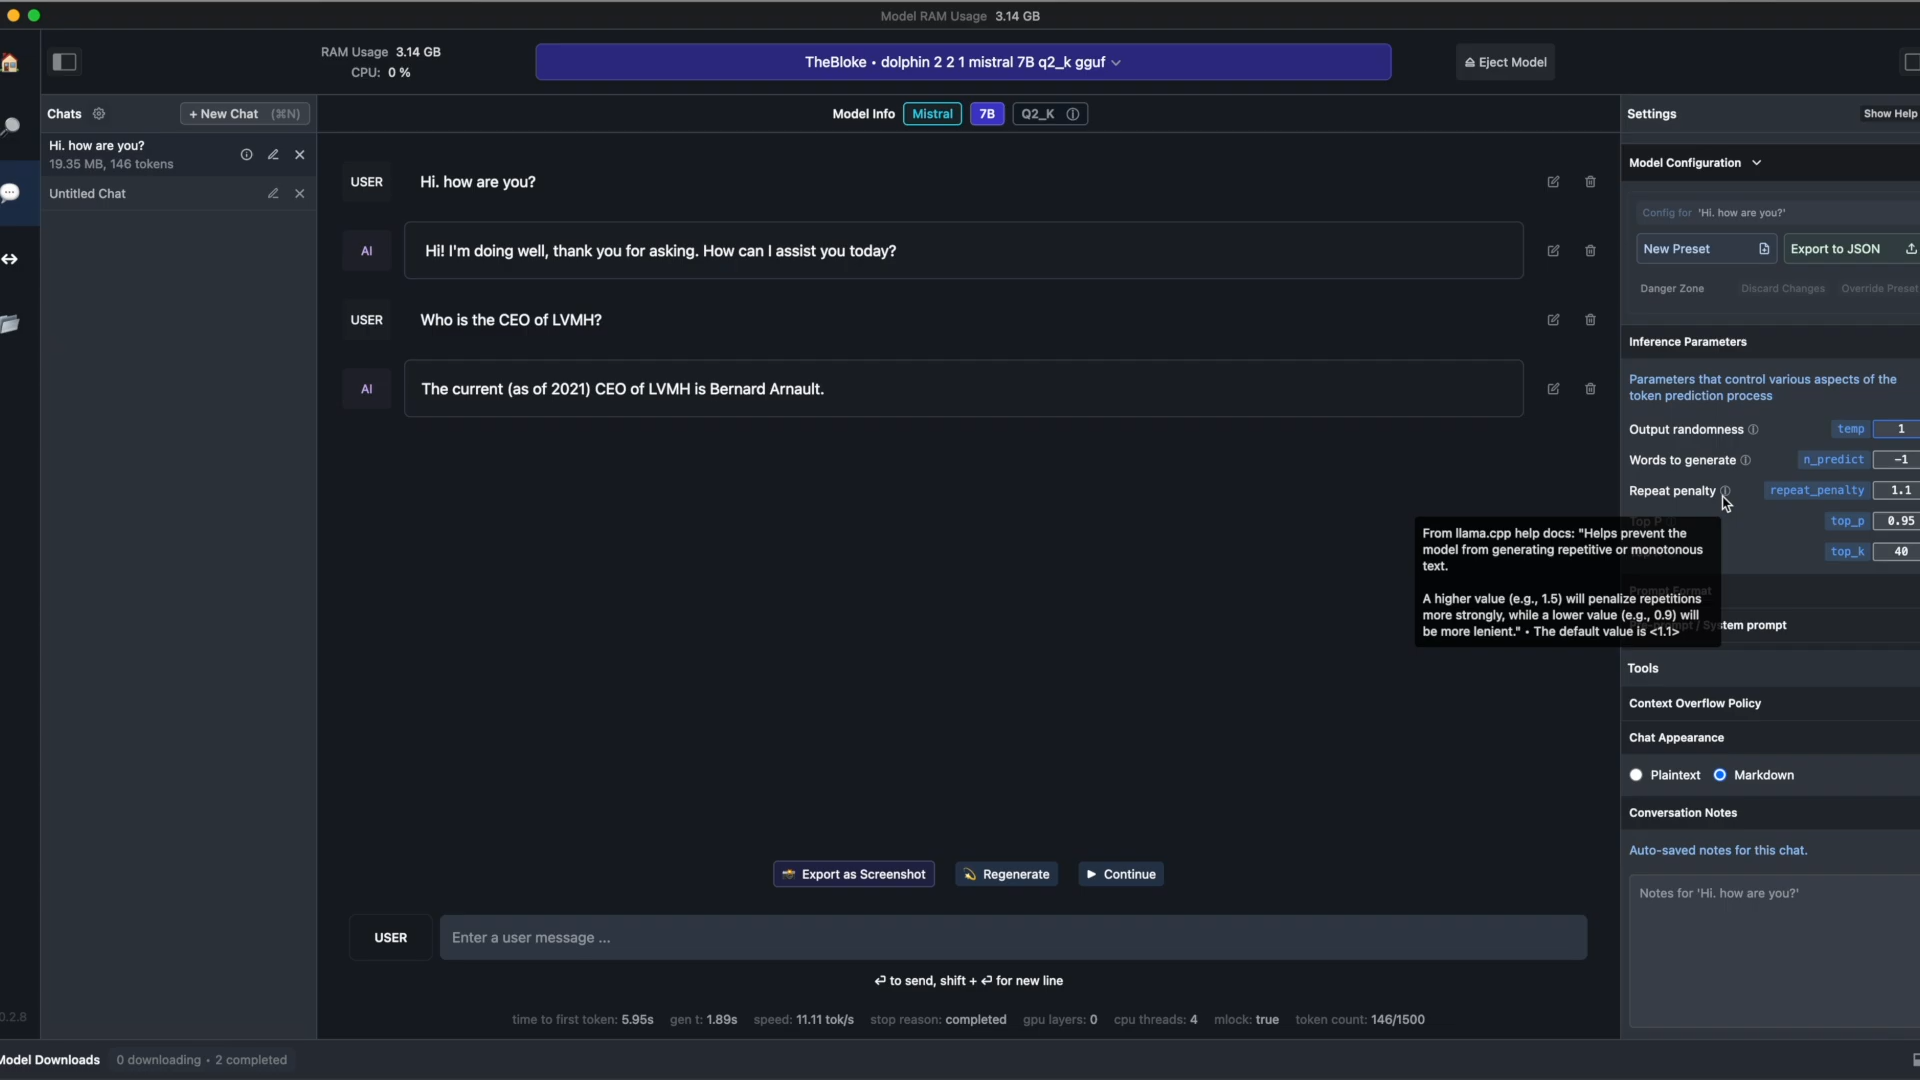 Model RAM Usage 3.14 GB
RAM Usage 3.14 GB
CPU: 0 %
TheBloke • dolphin 2 2 1 mistral 7B q2_k gguf
Eject Model
Chats
+ New Chat (⌘N)
Model Info Mistral 7B Q2_K
Settings
Show Help
Hi. how are you?
19.35 MB, 146 tokens
Untitled Chat
USER Hi. how are you?
AI Hi! I'm doing well, thank you for asking. How can I assist you today?
USER Who is the CEO of LVMH?
AI The current (as of 2021) CEO of LVMH is Bernard Arnault.
Model Configuration
Config for 'Hi. how are you?'
New Preset
Export to JSON
Danger Zone Discard Changes Override Preset
Inference Parameters
Parameters that control various aspects of the
token prediction process
Output randomness temp 1
Words to generate n_predict -1
Repeat penalty repeat_penalty 1.1
Top P top_p 0.95
top_k 40
From llama.cpp help docs: "Helps prevent the
model from generating repetitive or monotonous
text.
A higher value (e.g., 1.5) will penalize repetitions
more strongly, while a lower value (e.g., 0.9) will
be more lenient." • The default value is <1.1>
Prompt Format
/ System prompt
Tools
Context Overflow Policy
Chat Appearance
Plaintext Markdown
Conversation Notes
Auto-saved notes for this chat.
Notes for 'Hi. how are you?'
Export as Screenshot
Regenerate
Continue
USER Enter a user message ...
⏎ to send, shift + ⏎ for new line
time to first token: 5.95s gen t: 1.89s speed: 11.11 tok/s stop reason: completed gpu layers: 0 cpu threads: 4 mlock: true token count: 146/1500
0.2.8
Model Downloads 0 downloading • 2 completed